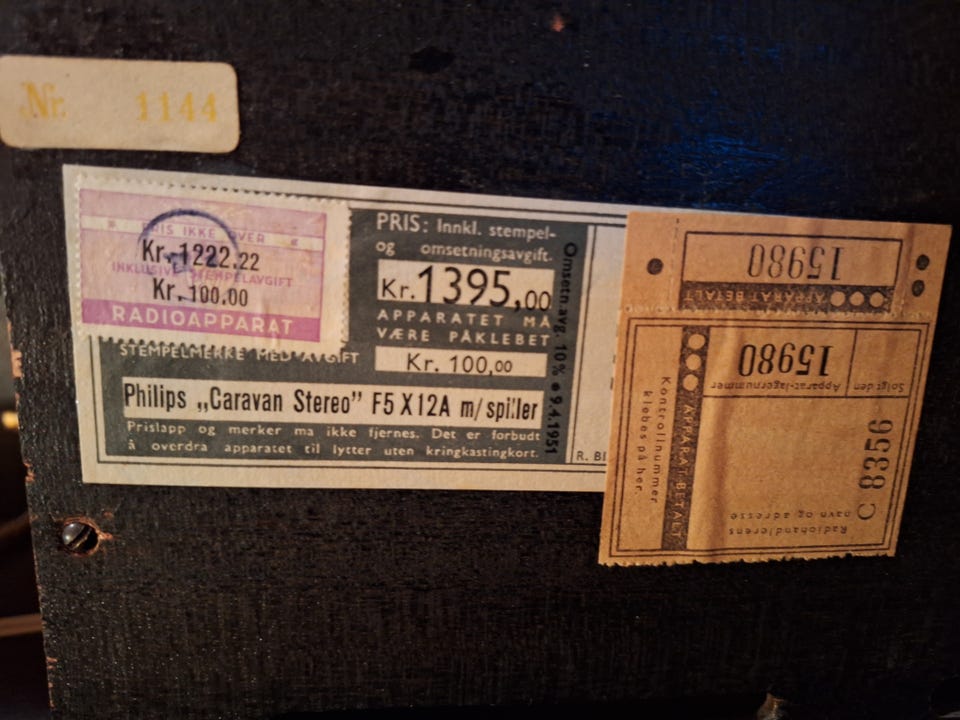 Nr. 1144
PRIS IKKE OVER
Kr. 1222.22
INKLUSIVE STEMPELAVGIFT
Kr. 100.00
RADIOAPPARAT
STEMPELMERKE MED AVGIFT
PRIS: Innkl. stempel-
og omsetningsavgift.
Kr. 1395,00
APPARATET MÅ
VÆRE PÅKLEBET
Kr. 100,00
Omsetn.avg. 10% • 9.4.1951
Philips „Caravan Stereo” F5 X12A m/spiller
Prislapp og merker må ikke fjernes. Det er forbudt
å overdra apparatet til lytter uten kringkastingkort.
15980
APPARAT BETALT
Solgt den
Apparat-lagernummer
15980
APPARAT BETALT
Kontrollnummer
klebes på her.
C 8356
Radiohandlerens
navn og adresse